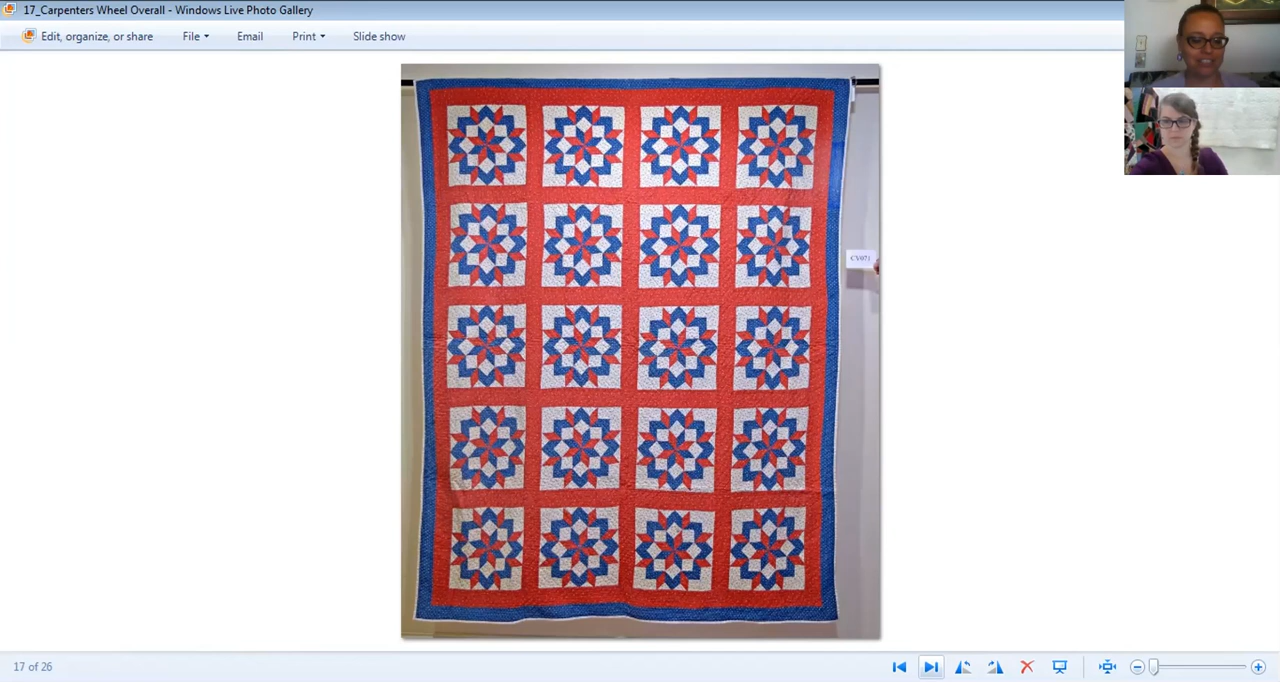 17_Carpenters Wheel Overall - Windows Live Photo Gallery
Edit, organize, or share File Email Print Slide show
CV071
17 of 26